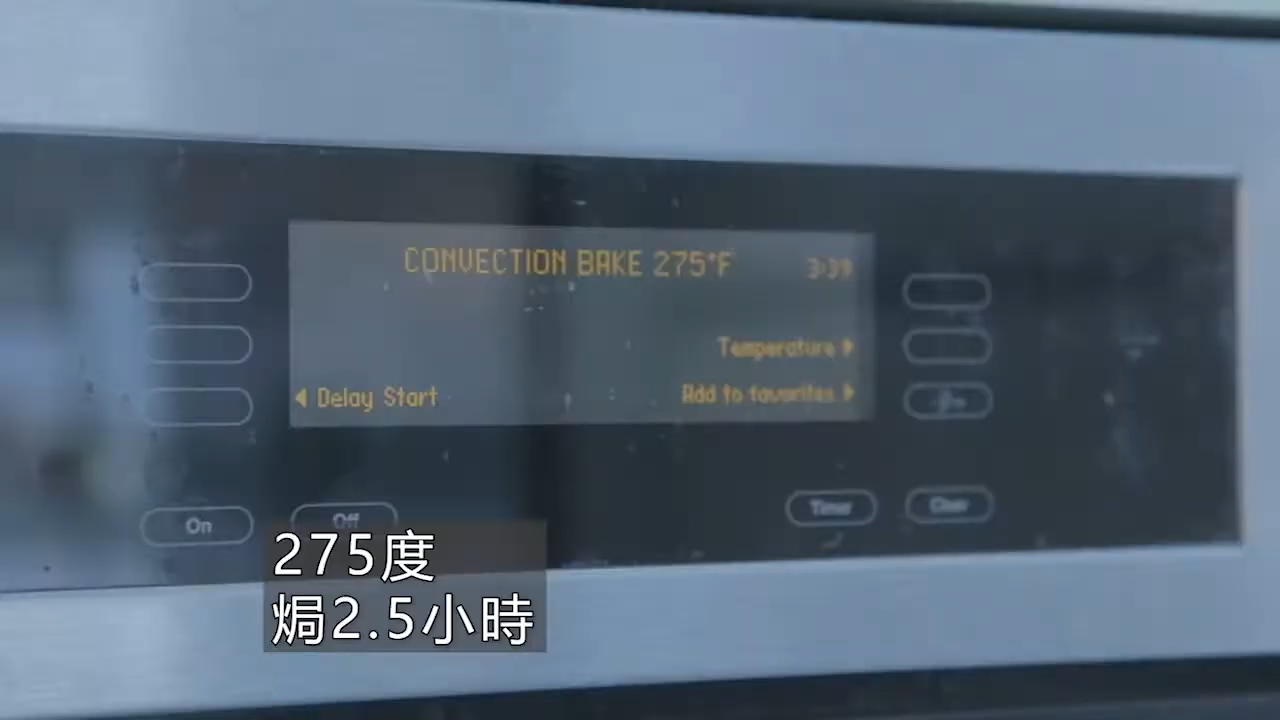 CONVECTION BAKE 275°F 3:39
Temperature
Delay Start
Add to favorites
On
Off
Timer
Clear
275度
焗2.5小時